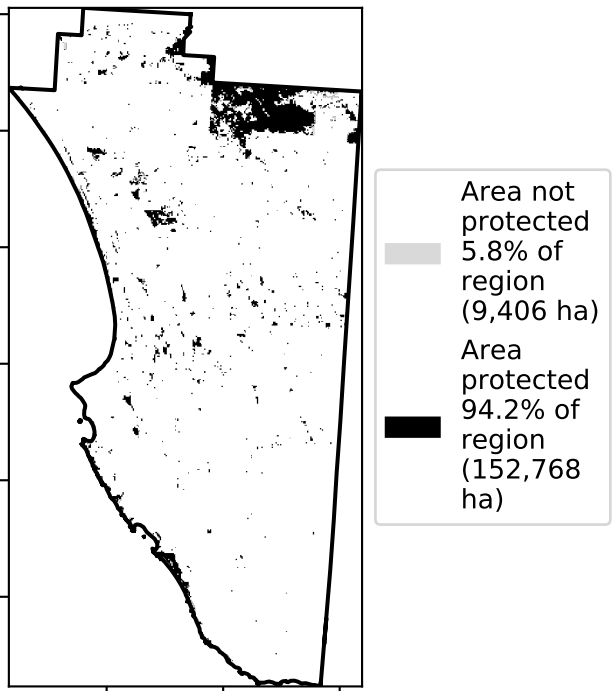 Area not
protected
5.8% of
region
(9,406 ha)
Area
protected
94.2% of
region
(152,768
ha)